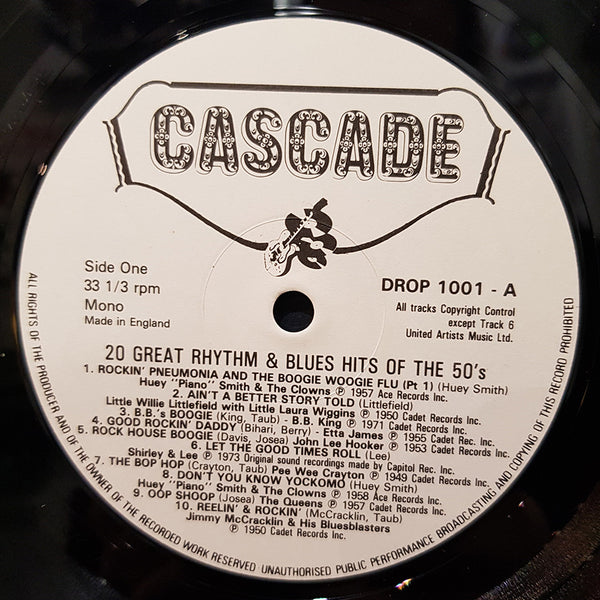 CASCADE
Side One
33 1/3 rpm
Mono
Made in England
DROP 1001 - A
All tracks Copyright Control
except Track 6
United Artists Music Ltd.
20 GREAT RHYTHM & BLUES HITS OF THE 50's
1. ROCKIN' PNEUMONIA AND THE BOOGIE WOOGIE FLU (Pt 1) (Huey Smith)
Huey "Piano" Smith & The Clowns ℗ 1957 Ace Records Inc.
2. AIN'T A BETTER STORY TOLD (Littlefield)
Little Willie Littlefield with Little Laura Wiggins ℗ 1950 Cadet Records Inc.
3. B.B.'s BOOGIE (King, Taub) - B.B. King ℗ 1971 Cadet Records Inc.
4. GOOD ROCKIN' DADDY (Bihari, Berry) - Etta James ℗ 1955 Cadet Rec. Inc.
5. ROCK HOUSE BOOGIE (Davis, Josea) John Lee Hooker ℗ 1953 Cadet Records Inc.
6. LET THE GOOD TIMES ROLL (Lee)
Shirley & Lee ℗ 1973 Original sound recordings made by Capitol Rec. Inc.
7. THE BOP HOP (Crayton, Taub) Pee Wee Crayton ℗ 1949 Cadet Records Inc.
8. DON'T YOU KNOW YOCKOMO (Huey Smith)
Huey "Piano" Smith & The Clowns ℗ 1958 Ace Records Inc.
9. OOP SHOOP (Josea) The Queens ℗ 1957 Cadet Records Inc.
10. REELIN' & ROCKIN' (McCracklin, Taub)
Jimmy McCracklin & His Bluesblasters
℗ 1950 Cadet Records Inc.
ALL RIGHTS OF THE PRODUCER AND OF THE OWNER OF THE RECORDED WORK RESERVED UNAUTHORISED PUBLIC PERFORMANCE BROADCASTING AND COPYING OF THIS RECORD PROHIBITED